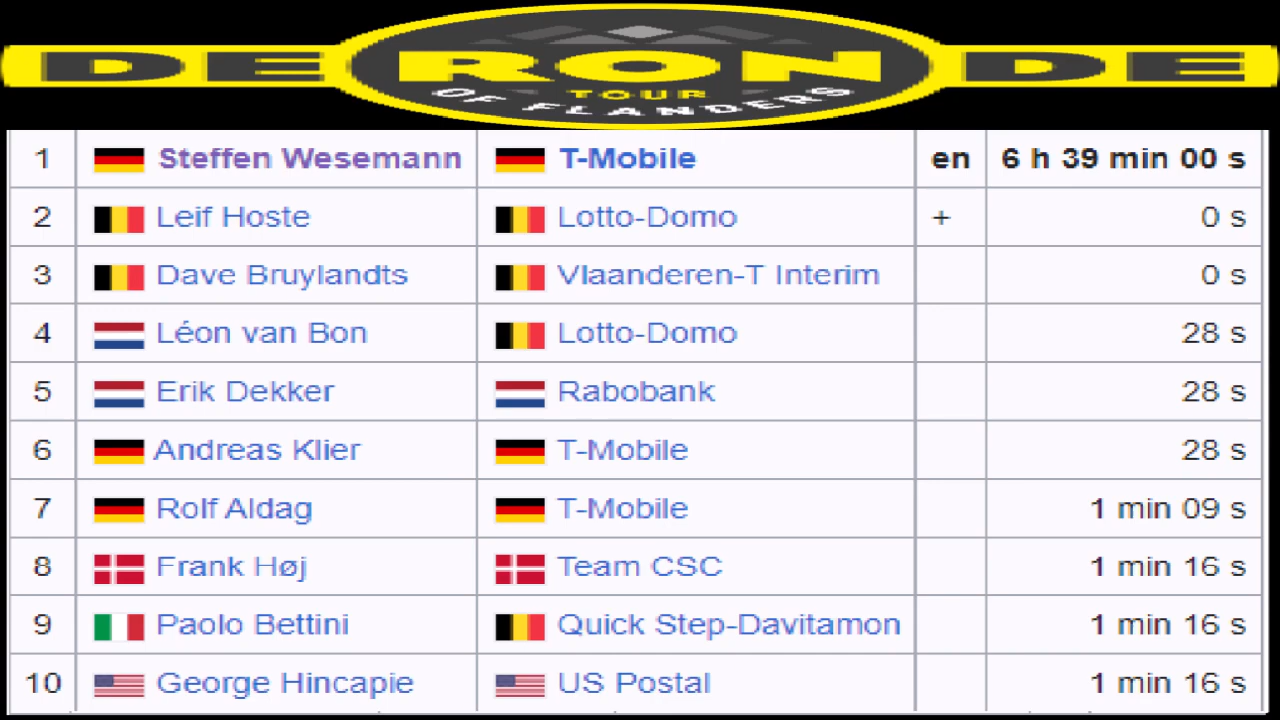 DE RONDE DE
TOUR
OF FLANDERS
1 Steffen Wesemann T-Mobile en 6 h 39 min 00 s
2 Leif Hoste Lotto-Domo + 0 s
3 Dave Bruylandts Vlaanderen-T Interim 0 s
4 Léon van Bon Lotto-Domo 28 s
5 Erik Dekker Rabobank 28 s
6 Andreas Klier T-Mobile 28 s
7 Rolf Aldag T-Mobile 1 min 09 s
8 Frank Høj Team CSC 1 min 16 s
9 Paolo Bettini Quick Step-Davitamon 1 min 16 s
10 George Hincapie US Postal 1 min 16 s